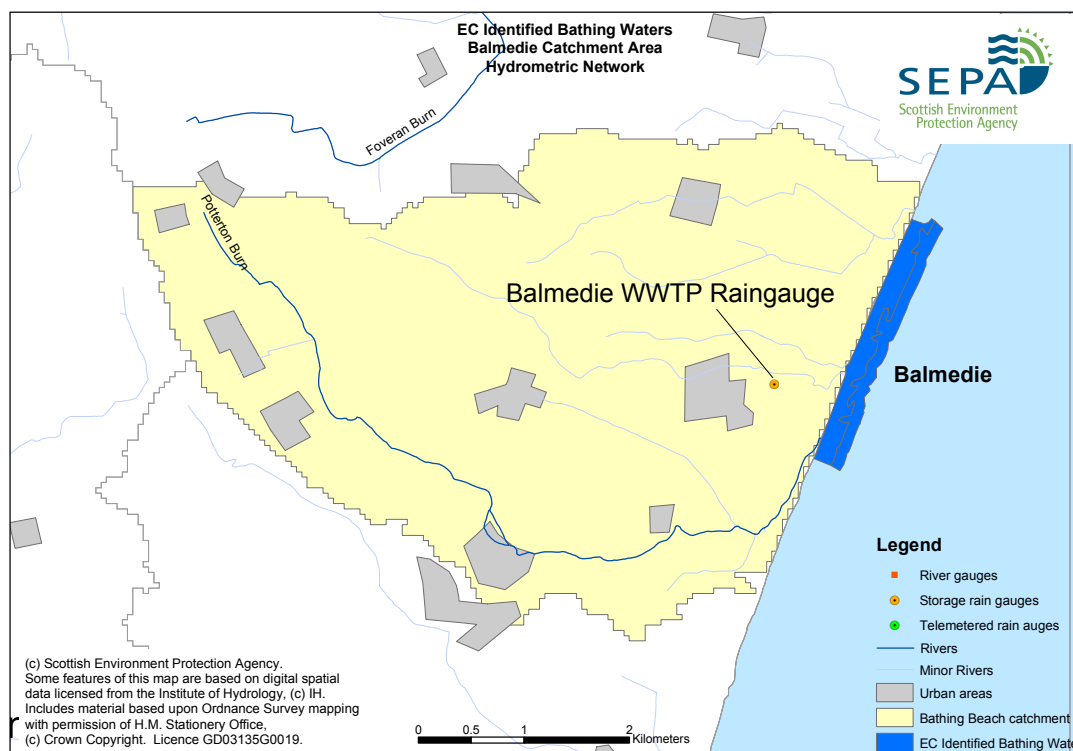 EC Identified Bathing Waters
Balmedie Catchment Area
Hydrometric Network
SEPA
Scottish Environment
Protection Agency
Foveran Burn
Potterton Burn
Balmedie WWTP Raingauge
Balmedie
Legend
River gauges
Storage rain gauges
Telemetered rain auges
Rivers
Minor Rivers
Urban areas
Bathing Beach catchment
EC Identified Bathing Wate
(c) Scottish Environment Protection Agency.
Some features of this map are based on digital spatial
data licensed from the Institute of Hydrology, (c) IH.
Includes material based upon Ordnance Survey mapping
with permission of H.M. Stationery Office,
(c) Crown Copyright. Licence GD03135G0019.
r
0 0.5 1 2
Kilometers